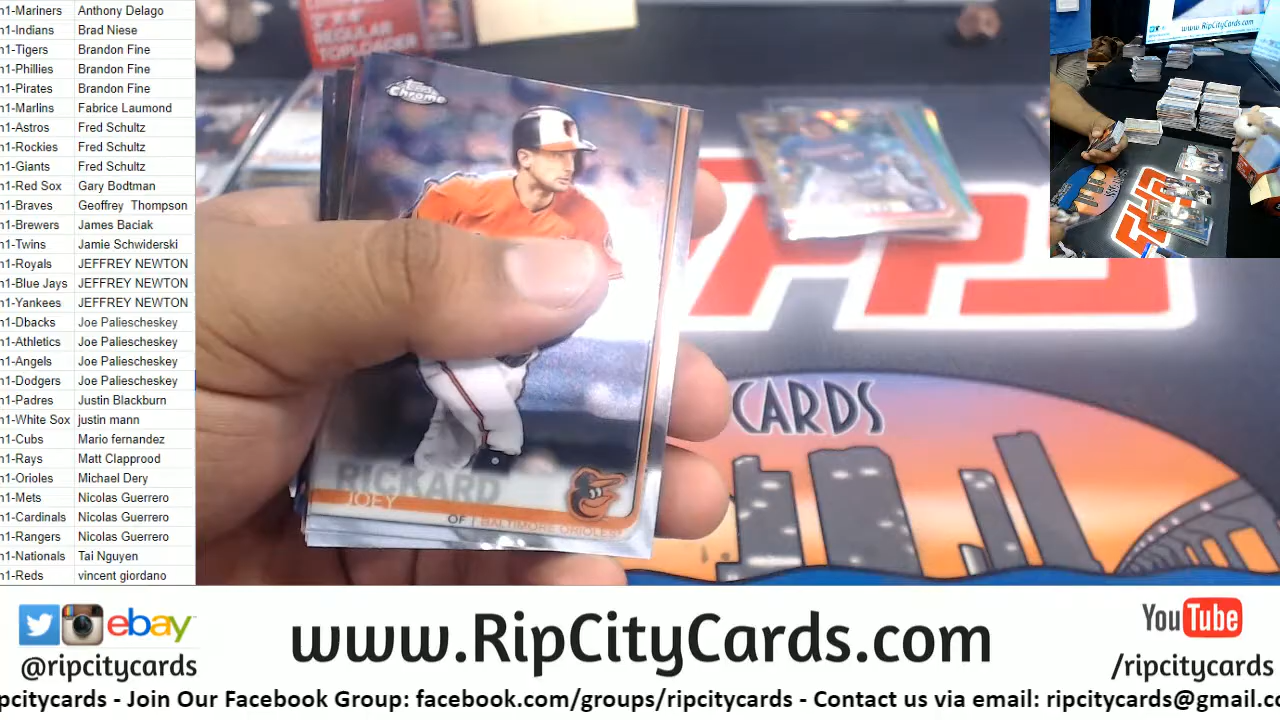 n1-Mariners Anthony Delago
n1-Indians Brad Niese
n1-Tigers Brandon Fine
n1-Phillies Brandon Fine
n1-Pirates Brandon Fine
n1-Marlins Fabrice Laumond
n1-Astros Fred Schultz
n1-Rockies Fred Schultz
n1-Giants Fred Schultz
n1-Red Sox Gary Bodtman
n1-Braves Geoffrey Thompson
n1-Brewers James Baciak
n1-Twins Jamie Schwiderski
n1-Royals JEFFREY NEWTON
n1-Blue Jays JEFFREY NEWTON
n1-Yankees JEFFREY NEWTON
n1-Dbacks Joe Paliescheskey
n1-Athletics Joe Paliescheskey
n1-Angels Joe Paliescheskey
n1-Dodgers Joe Paliescheskey
n1-Padres Justin Blackburn
n1-White Sox justin mann
n1-Cubs Mario fernandez
n1-Rays Matt Clapprood
n1-Orioles Michael Dery
n1-Mets Nicolas Guerrero
n1-Cardinals Nicolas Guerrero
n1-Rangers Nicolas Guerrero
n1-Nationals Tai Nguyen
n1-Reds vincent giordano
REGULAR
TOPLOADER
Topps
Chrome
RICKARD
JOEY
OF | BALTIMORE ORIOLES
CARDS
www.RipCityCards.com
ebay
@ripcitycards
www.RipCityCards.com
YouTube
/ripcitycards
pcitycards - Join Our Facebook Group: facebook.com/groups/ripcitycards - Contact us via email: ripcitycards@gmail.co